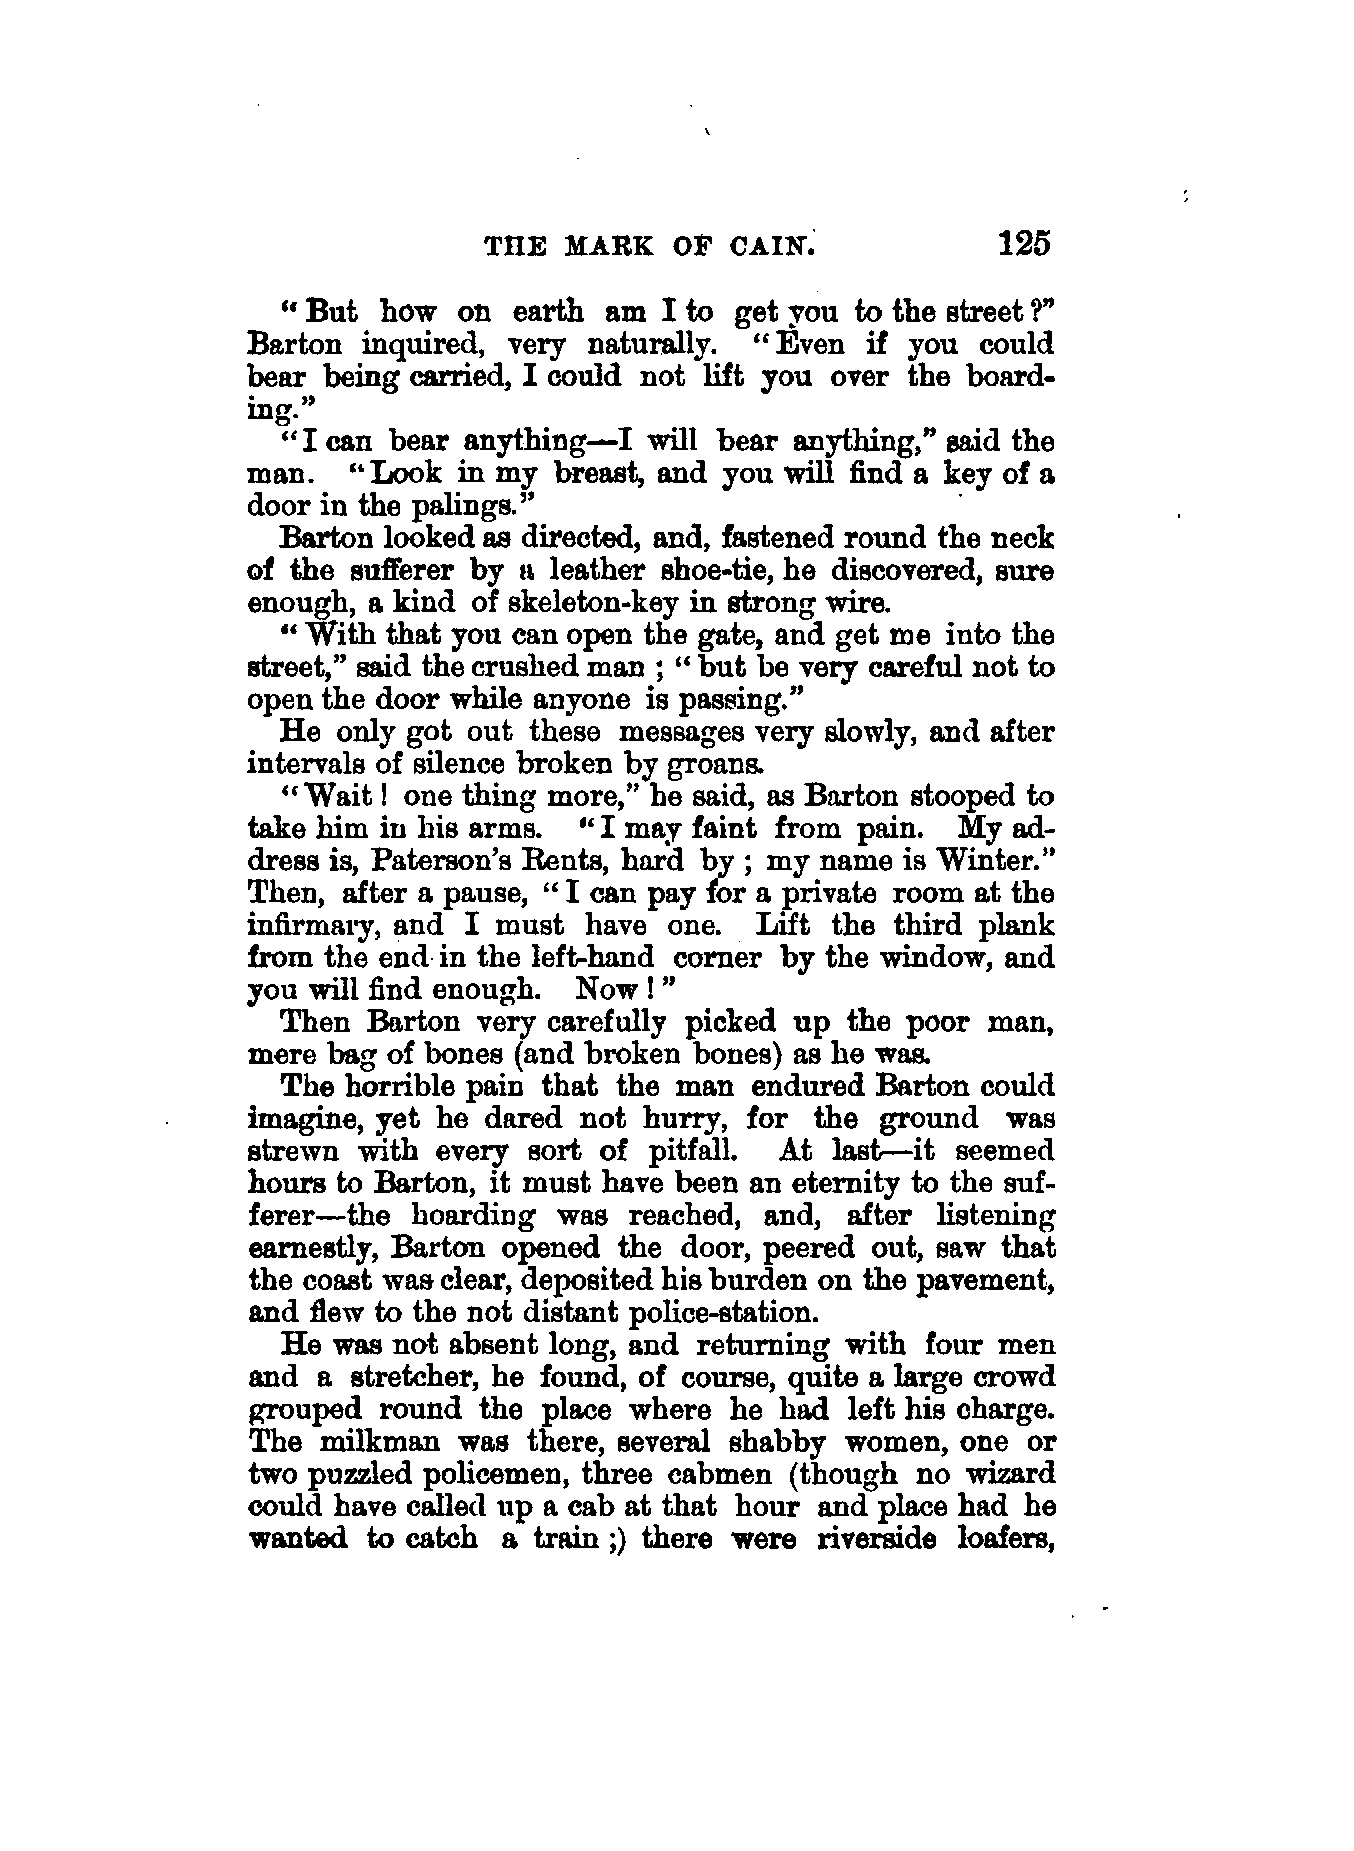 THE MARK OF CAIN. 125
"But how on earth am I to get you to the street?"
Barton inquired, very naturally. "Even if you could
bear being carried, I could not lift you over the board-
ing."
"I can bear anything—I will bear anything," said the
man. "Look in my breast, and you will find a key of a
door in the palings."
Barton looked as directed, and, fastened round the neck
of the sufferer by a leather shoe-tie, he discovered, sure
enough, a kind of skeleton-key in strong wire.
"With that you can open the gate, and get me into the
street," said the crushed man ; "but be very careful not to
open the door while anyone is passing."
He only got out these messages very slowly, and after
intervals of silence broken by groans.
"Wait! one thing more," he said, as Barton stooped to
take him in his arms. "I may faint from pain. My ad-
dress is, Paterson's Rents, hard by ; my name is Winter."
Then, after a pause, "I can pay for a private room at the
infirmary, and I must have one. Lift the third plank
from the end in the left-hand corner by the window, and
you will find enough. Now!"
Then Barton very carefully picked up the poor man,
mere bag of bones (and broken bones) as he was.
The horrible pain that the man endured Barton could
imagine, yet he dared not hurry, for the ground was
strewn with every sort of pitfall. At last—it seemed
hours to Barton, it must have been an eternity to the suf-
ferer—the hoarding was reached, and, after listening
earnestly, Barton opened the door, peered out, saw that
the coast was clear, deposited his burden on the pavement,
and flew to the not distant police-station.
He was not absent long, and returning with four men
and a stretcher, he found, of course, quite a large crowd
grouped round the place where he had left his charge.
The milkman was there, several shabby women, one or
two puzzled policemen, three cabmen (though no wizard
could have called up a cab at that hour and place had he
wanted to catch a train ;) there were riverside loafers,